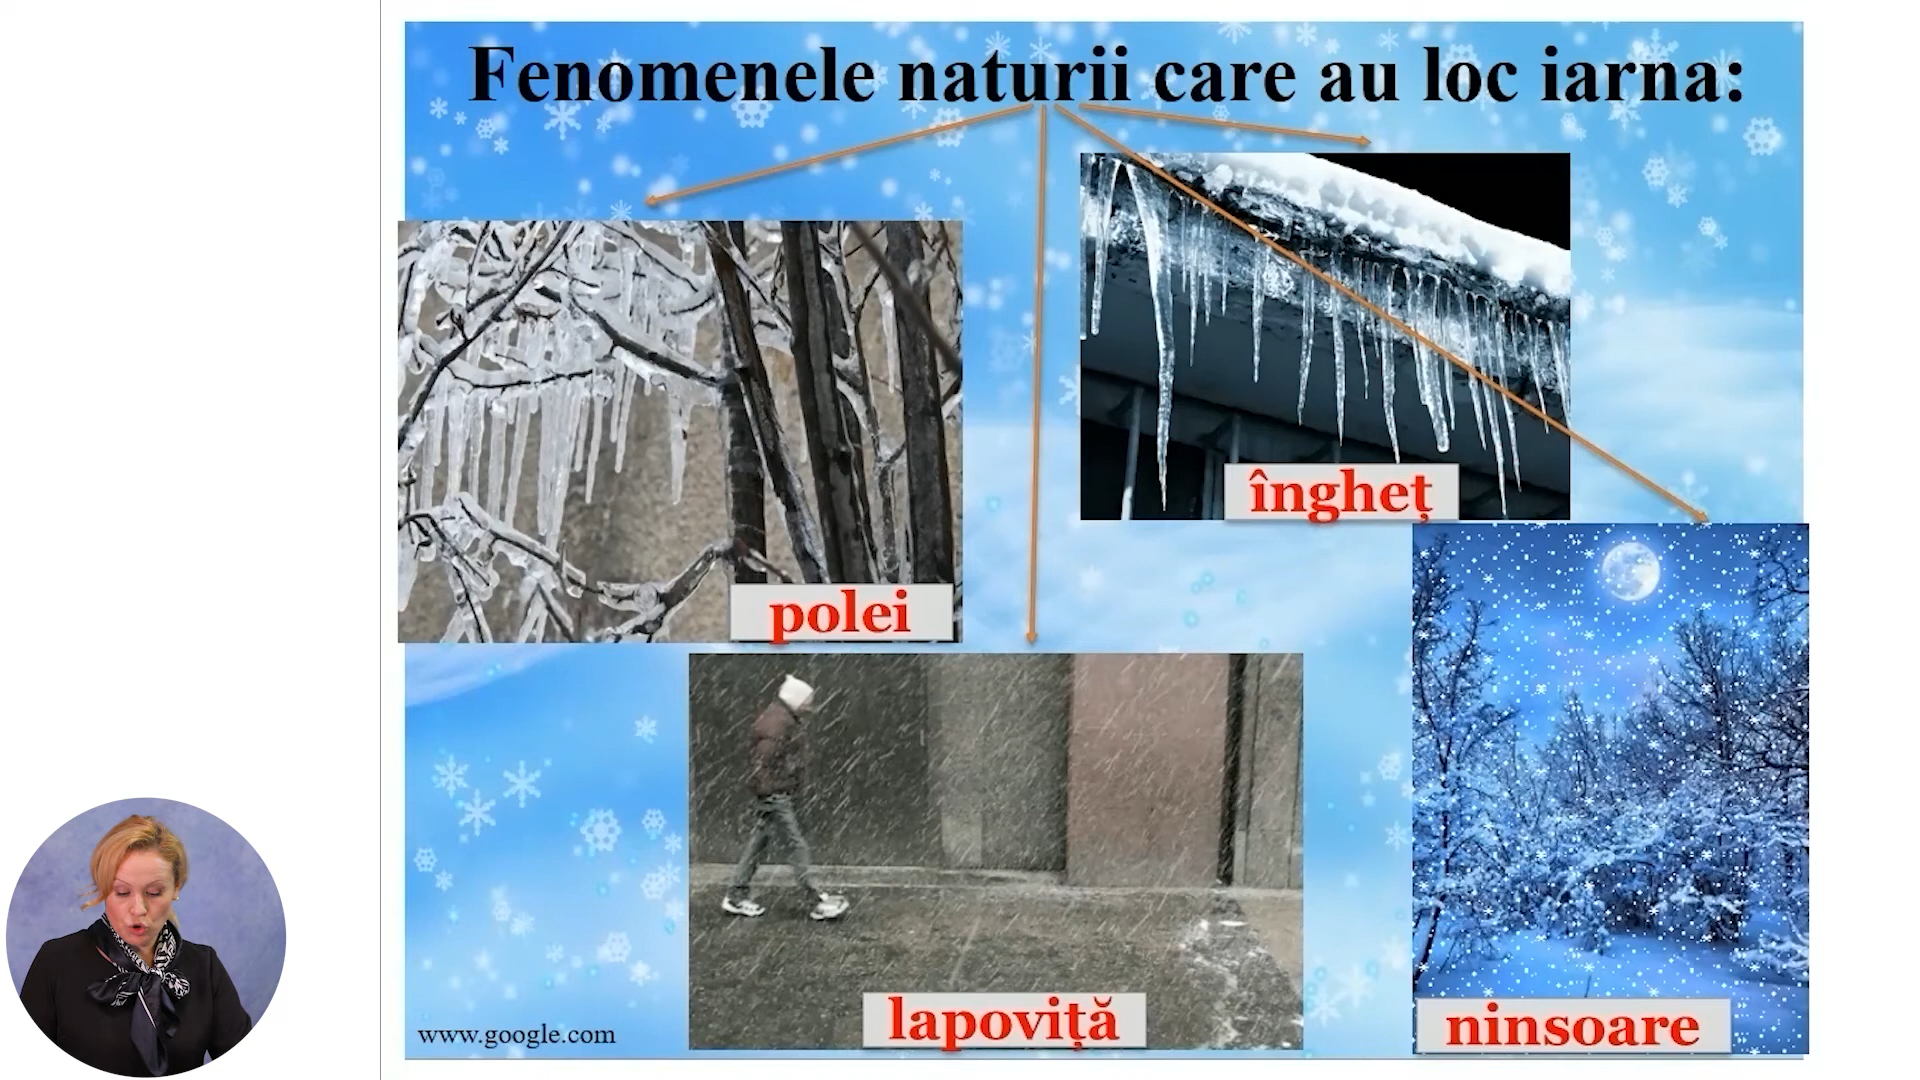 Fenomenele naturii care au loc iarna:
îngheț
polei
lapoviță
ninsoare
www.google.com